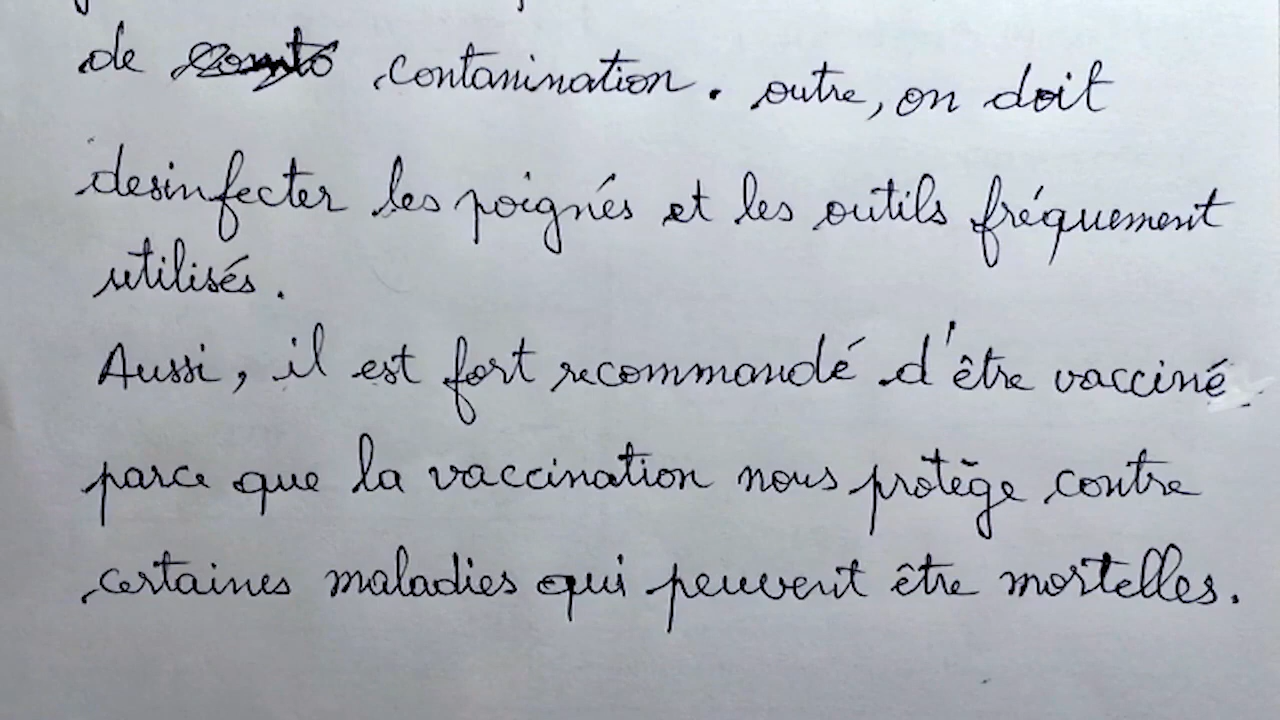 de contanination. outre, on doit
desinfecter les poignés et les outils fréquement
utilisés.
Aussi, il est fort recommandé d'être vacciné
parce que la vaccination nous protège contre
certaines maladies qui peuvent être mortelles.